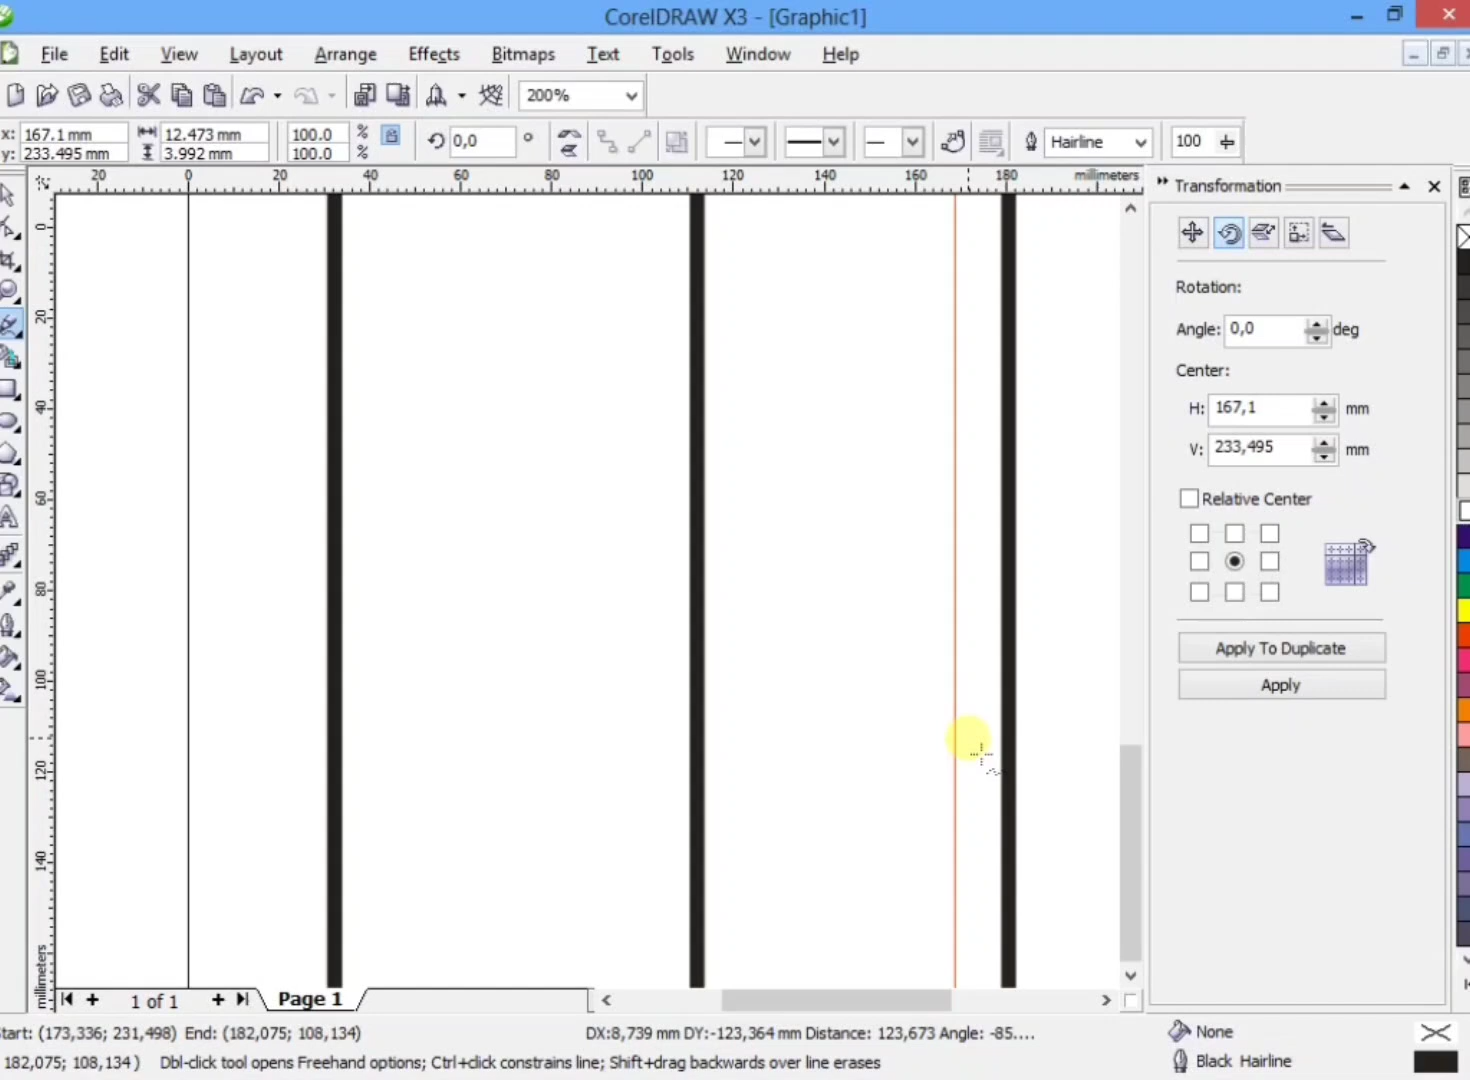 CorelDRAW X3 - [Graphic1]
File Edit View Layout Arrange Effects Bitmaps Text Tools Window Help
200%
x: 167.1 mm 12.473 mm 100.0 % 0,0 ° Hairline 100
y: 233.495 mm 3.992 mm 100.0 %
20 0 20 40 60 80 100 120 140 160 180 millimeters
Transformation
0
20
40
60
80
100
120
140
millimeters
Rotation:
Angle: 0,0 deg
Center:
H: 167,1 mm
V: 233,495 mm
Relative Center
Apply To Duplicate
Apply
1 of 1 Page 1
tart: (173,336; 231,498) End: (182,075; 108,134) DX:8,739 mm DY:-123,364 mm Distance: 123,673 Angle: -85.... None
182,075; 108,134 ) Dbl-click tool opens Freehand options; Ctrl+click constrains line; Shift+drag backwards over line erases Black Hairline